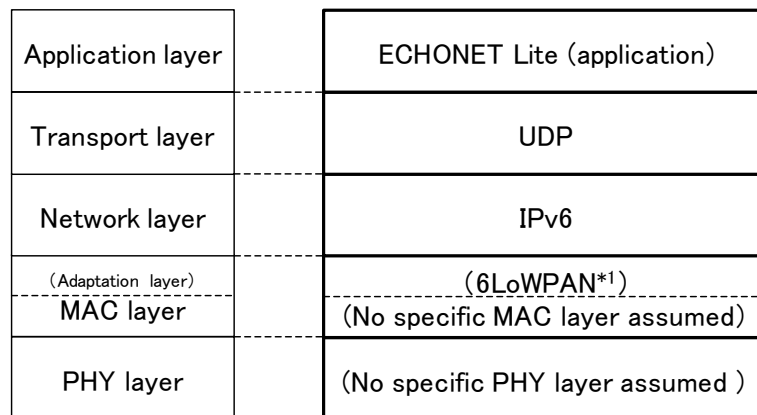 Application layer
ECHONET Lite (application)
Transport layer
UDP
Network layer
IPv6
(Adaptation layer)
(6LoWPAN*1)
MAC layer
(No specific MAC layer assumed)
PHY layer
(No specific PHY layer assumed )